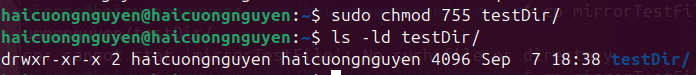 haicuongnguyen@haicuongnguyen:~$ sudo chmod 755 testDir/
haicuongnguyen@haicuongnguyen:~$ ls -ld testDir/
drwxr-xr-x 2 haicuongnguyen haicuongnguyen 4096 Sep  7 18:38 testDir/